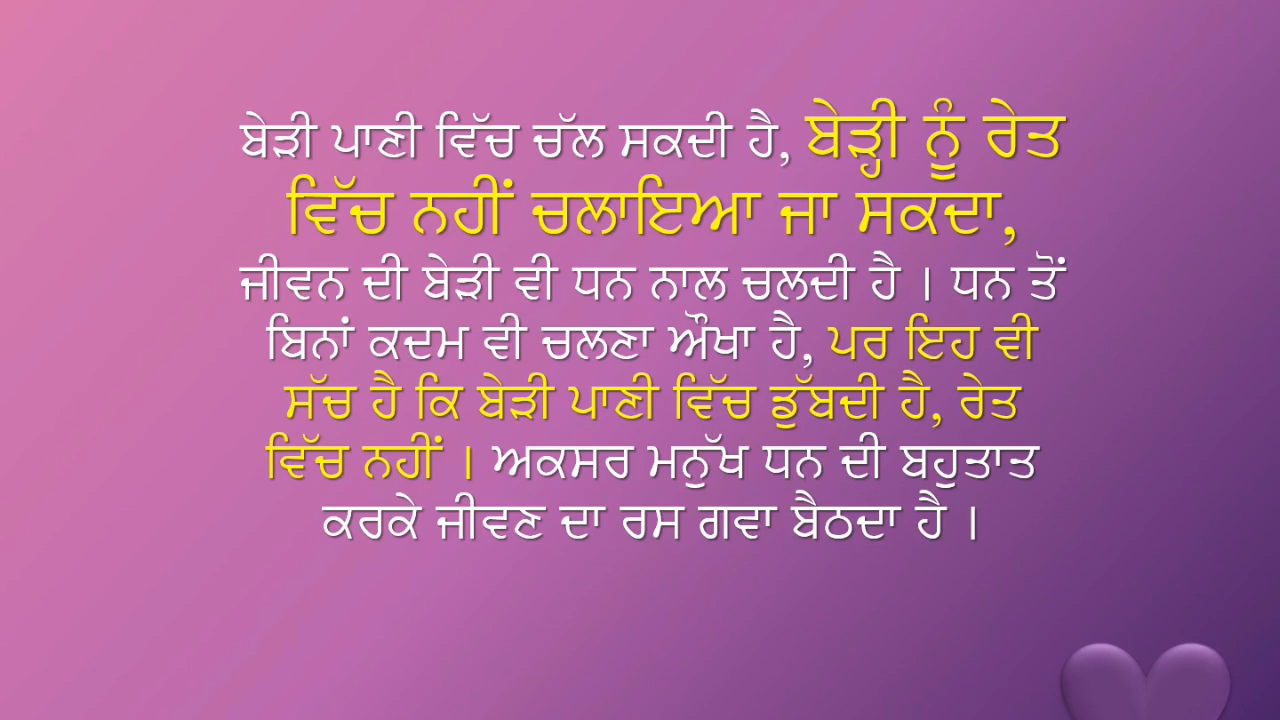 ਬੇੜੀ ਪਾਣੀ ਵਿੱਚ ਚੱਲ ਸਕਦੀ ਹੈ, ਬੇੜ੍ਹੀ ਨੂੰ ਰੇਤ
ਵਿੱਚ ਨਹੀਂ ਚਲਾਇਆ ਜਾ ਸਕਦਾ,
ਜੀਵਨ ਦੀ ਬੇੜੀ ਵੀ ਧਨ ਨਾਲ ਚਲਦੀ ਹੈ । ਧਨ ਤੋਂ
ਬਿਨਾਂ ਕਦਮ ਵੀ ਚਲਣਾ ਔਖਾ ਹੈ, ਪਰ ਇਹ ਵੀ
ਸੱਚ ਹੈ ਕਿ ਬੇੜੀ ਪਾਣੀ ਵਿੱਚ ਡੁੱਬਦੀ ਹੈ, ਰੇਤ
ਵਿੱਚ ਨਹੀਂ । ਅਕਸਰ ਮਨੁੱਖ ਧਨ ਦੀ ਬਹੁਤਾਤ
ਕਰਕੇ ਜੀਵਣ ਦਾ ਰਸ ਗਵਾ ਬੈਠਦਾ ਹੈ ।